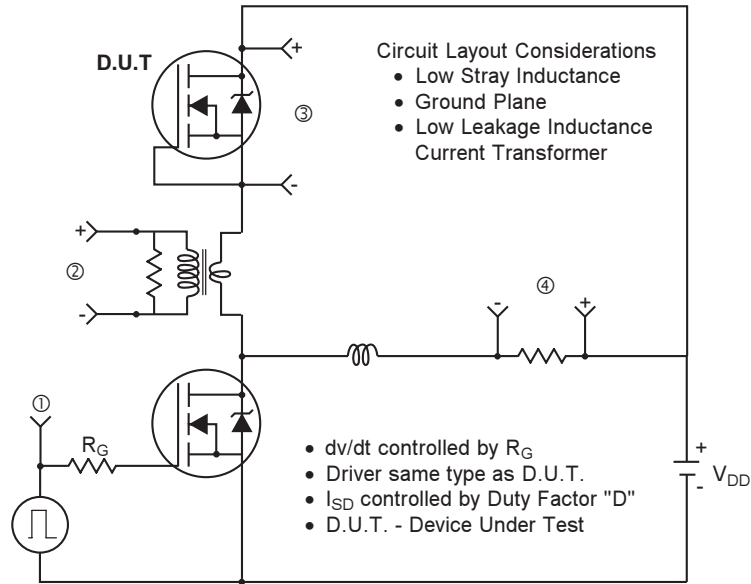 D.U.T
+
Circuit Layout Considerations
• Low Stray Inductance
• Ground Plane
• Low Leakage Inductance
Current Transformer
③
-
+
②
-
④
-
+
①
R_G
+
V_DD
-
• dv/dt controlled by R_G
• Driver same type as D.U.T.
• I_SD controlled by Duty Factor "D"
• D.U.T. - Device Under Test